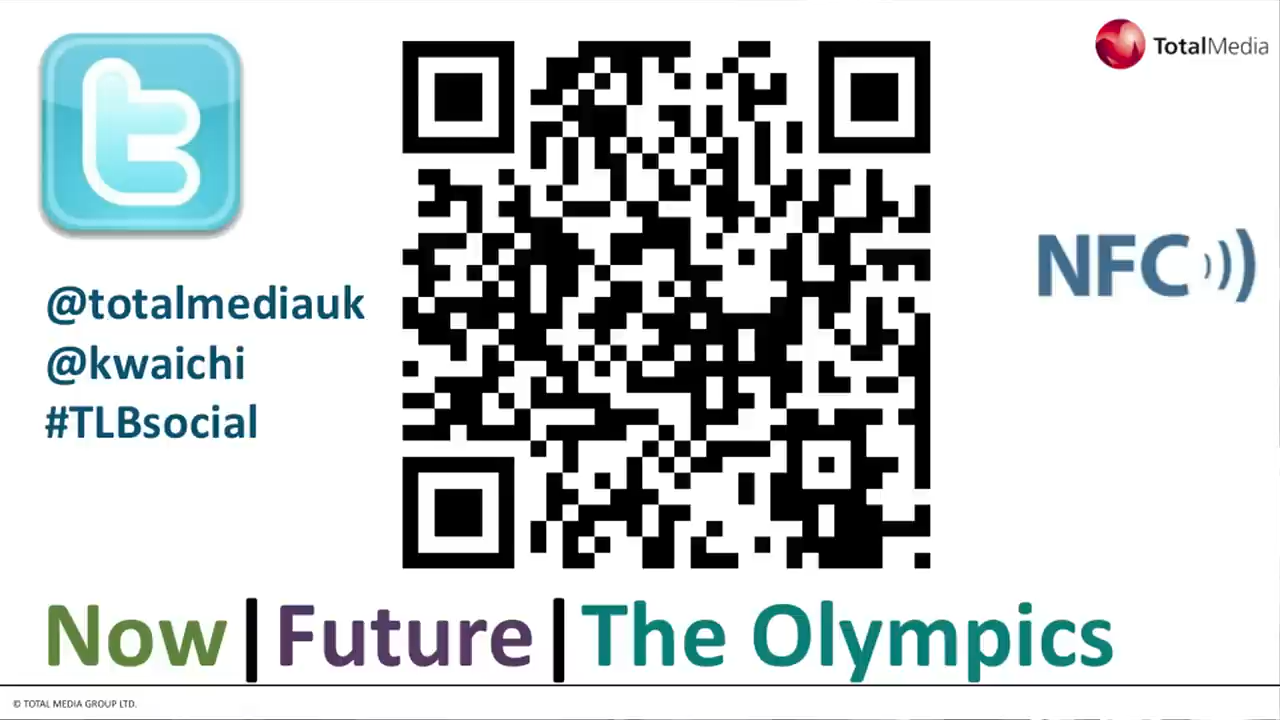 TotalMedia
NFC
@totalmediauk
@kwaichi
#TLBsocial
Now|Future|The Olympics
© TOTAL MEDIA GROUP LTD.